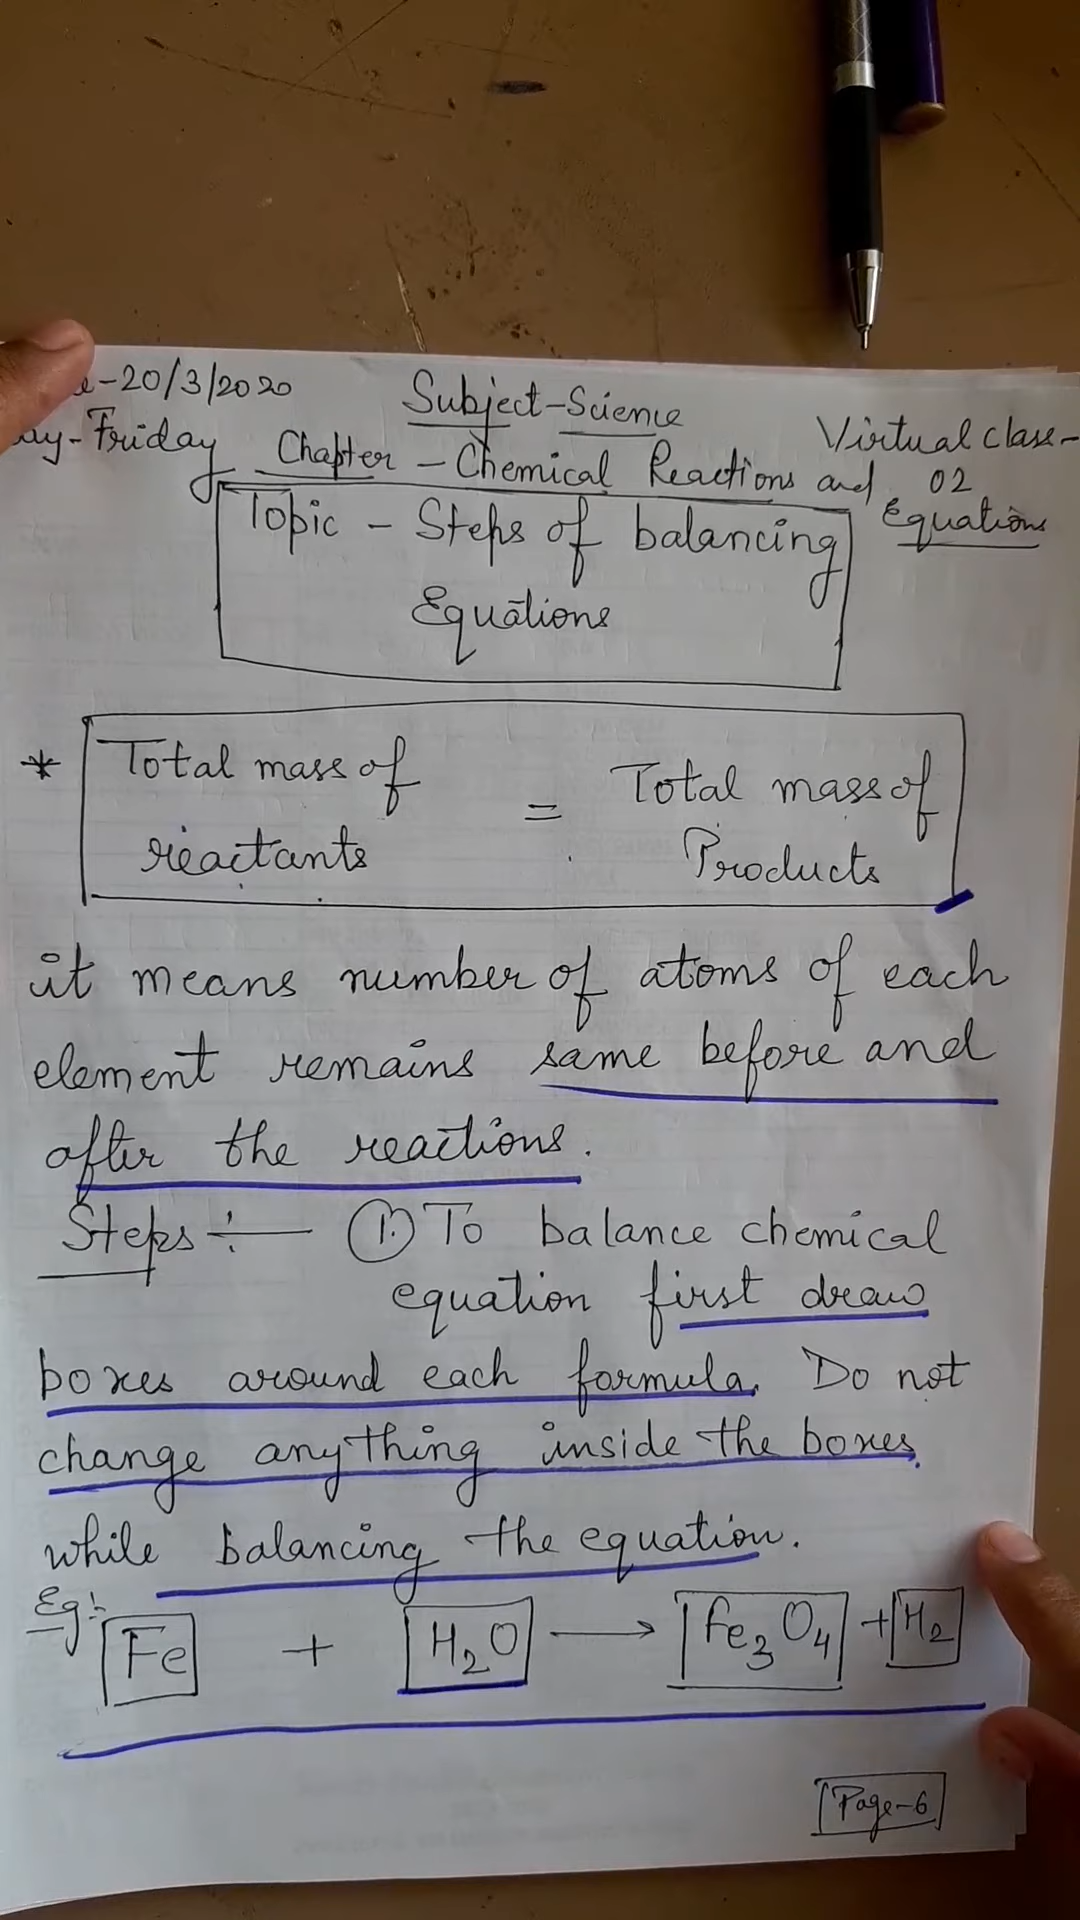 -20/3/2020
Subject-Science
ay-Friday
Chapter - Chemical Reactions and Equations
Virtual class-02
Topic - Steps of balancing
Equations
* Total mass of reactants = Total mass of Products
it means number of atoms of each
element remains same before and
after the reactions.
Steps:- 1. To balance chemical
equation first draw
boxes around each formula. Do not
change anything inside the boxes
while balancing the equation.
Eg:- Fe + H₂O → Fe₃O₄ + H₂
Page-6